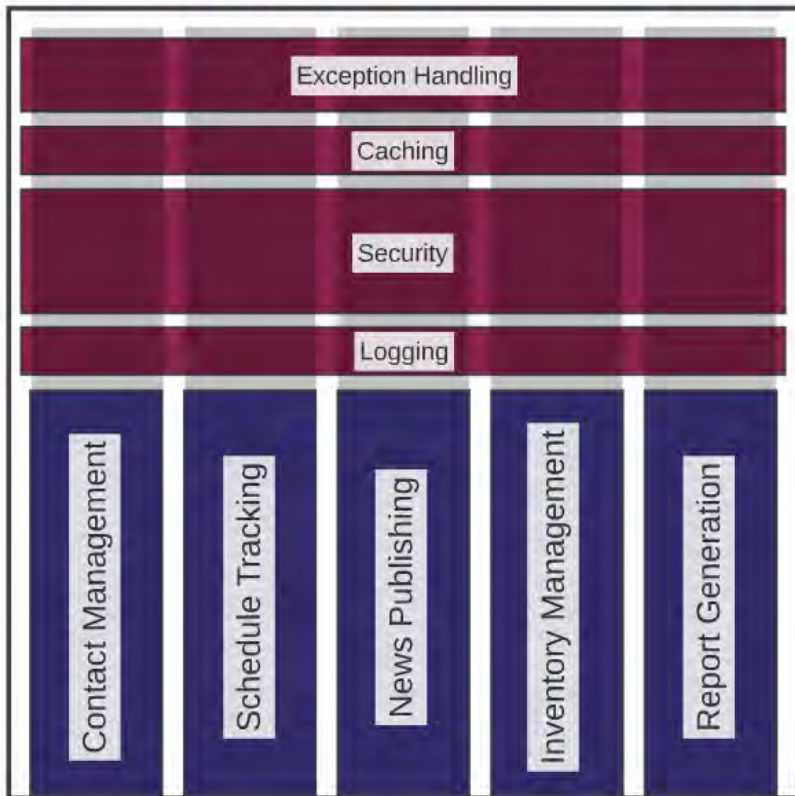 Exception Handling
Caching
Security
Logging
Contact Management
Schedule Tracking
News Publishing
Inventory Management
Report Generation